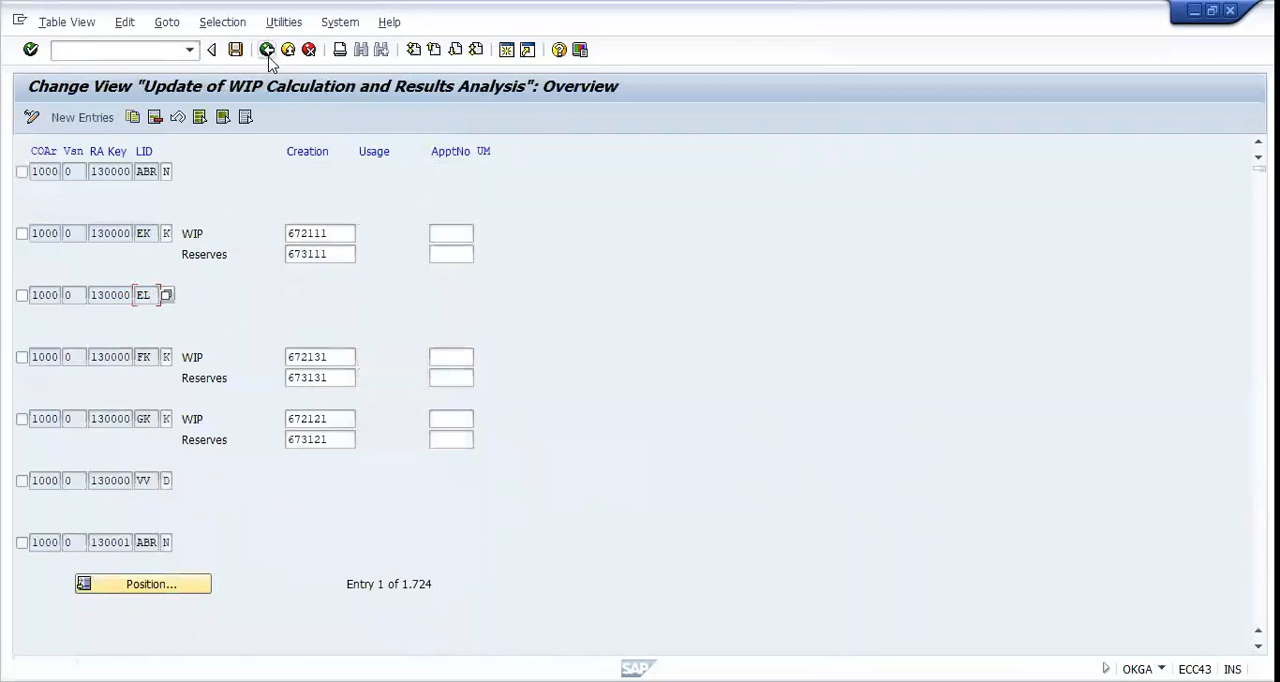 Table View Edit Goto Selection Utilities System Help
Change View "Update of WIP Calculation and Results Analysis": Overview
New Entries
COAr Vsn RA Key LID Creation Usage ApptNo UM
1000 0 130000 ABR N
1000 0 130000 EK K WIP 672111
Reserves 673111
1000 0 130000 EL
1000 0 130000 FK K WIP 672131
Reserves 673131
1000 0 130000 GK K WIP 672121
Reserves 673121
1000 0 130000 VV D
1000 0 130001 ABR N
Position... Entry 1 of 1.724
SAP OKGA ECC43 INS